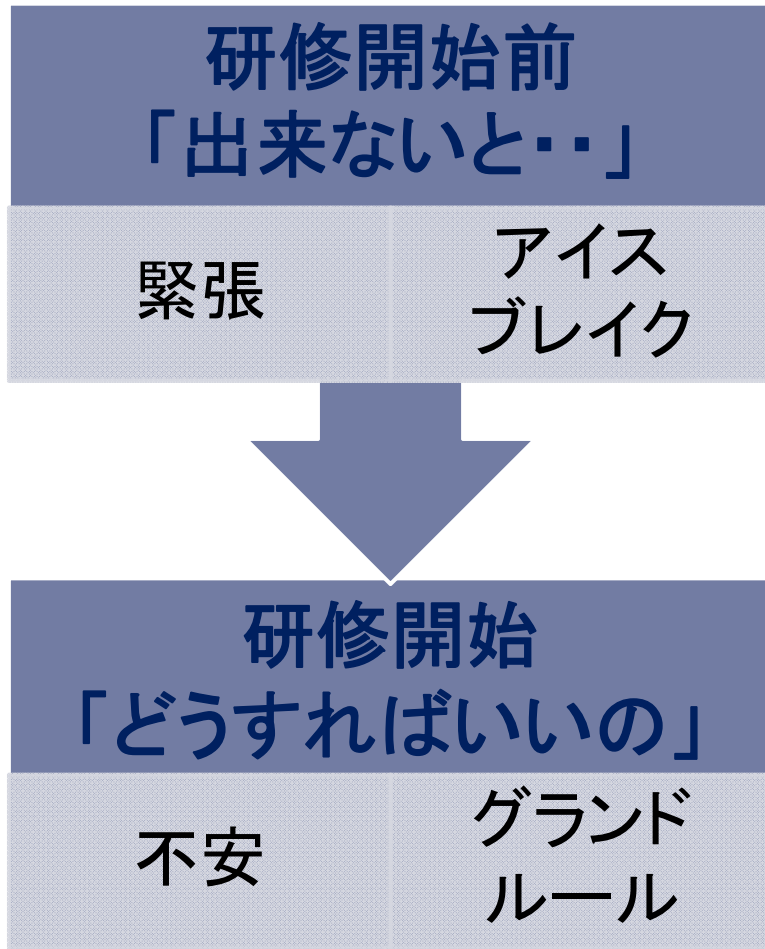 研修開始前
「出来ないと・・」
緊張
アイス
ブレイク
研修開始
「どうすればいいの」
不安
グランド
ルール